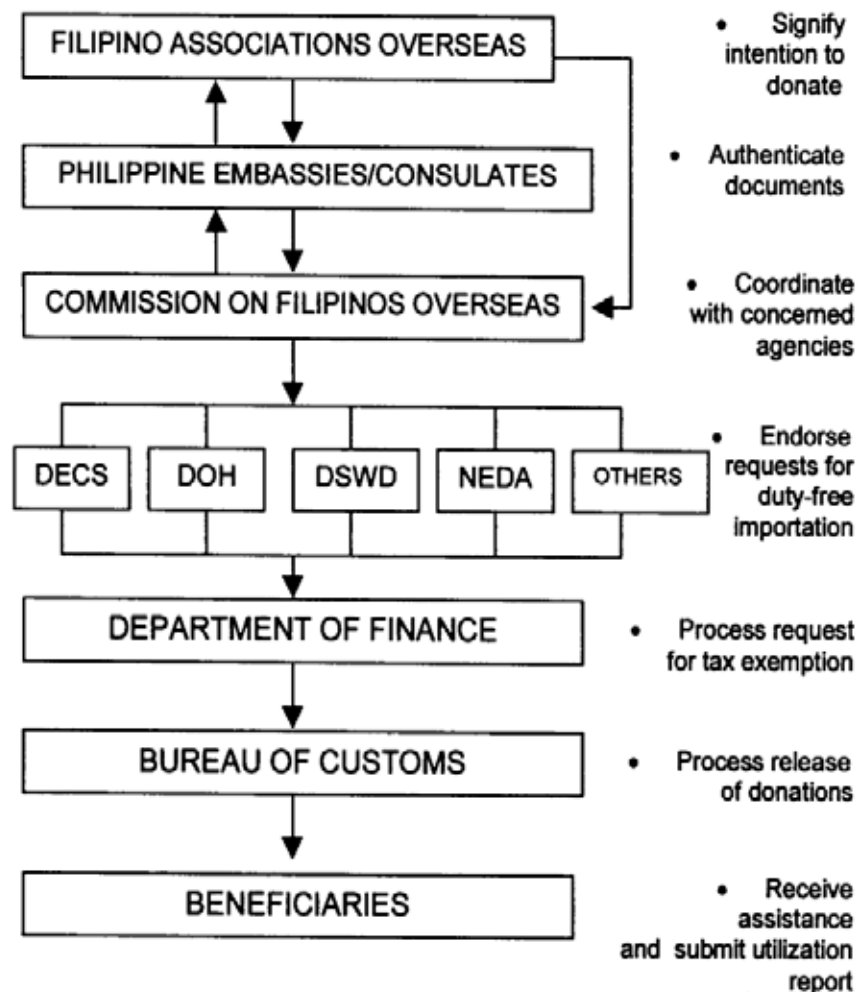 FILIPINO ASSOCIATIONS OVERSEAS
• Signify
intention to
donate
PHILIPPINE EMBASSIES/CONSULATES
• Authenticate
documents
COMMISSION ON FILIPINOS OVERSEAS
• Coordinate
with concerned
agencies
DECS
DOH
DSWD
NEDA
OTHERS
• Endorse
requests for
duty-free
importation
DEPARTMENT OF FINANCE
• Process request
for tax exemption
BUREAU OF CUSTOMS
• Process release
of donations
BENEFICIARIES
• Receive
assistance
and submit utilization
report